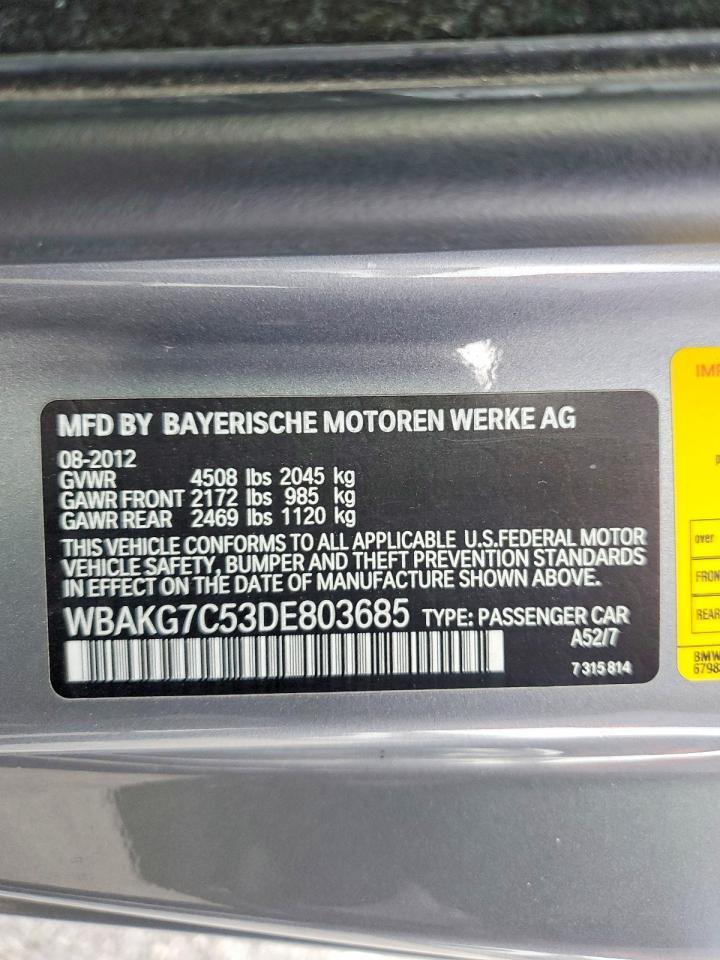 MFD BY BAYERISCHE MOTOREN WERKE AG
08-2012
GVWR 4508 lbs 2045 kg
GAWR FRONT 2172 lbs 985 kg
GAWR REAR 2469 lbs 1120 kg
THIS VEHICLE CONFORMS TO ALL APPLICABLE U.S.FEDERAL MOTOR
VEHICLE SAFETY, BUMPER AND THEFT PREVENTION STANDARDS
IN EFFECT ON THE DATE OF MANUFACTURE SHOWN ABOVE.
WBAKG7C53DE803685 TYPE: PASSENGER CAR
A52/7
7 315 814
over
REAR
BMW